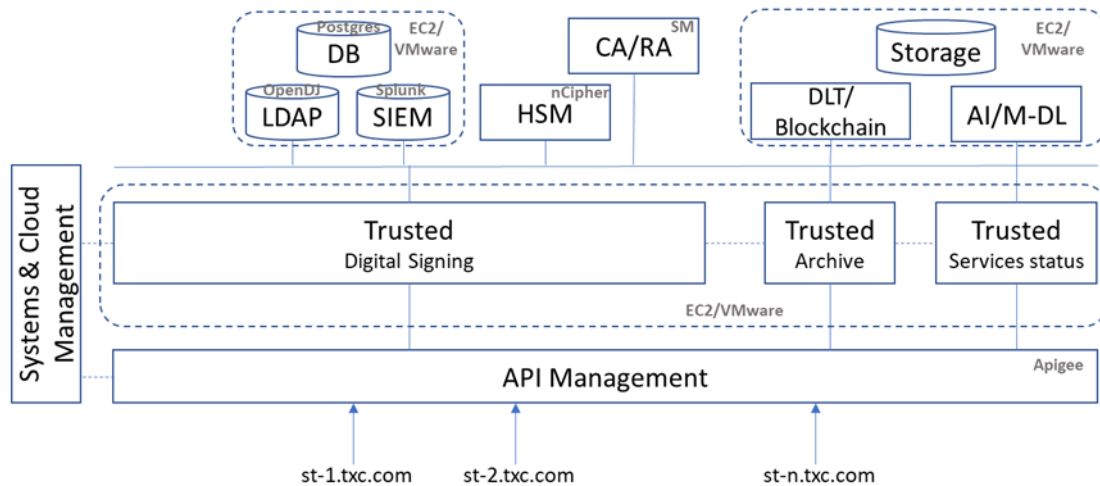 Postgres
DB
EC2/
VMware
OpenDJ
LDAP
Splunk
SIEM
SM
CA/RA
nCipher
HSM
Storage
EC2/
VMware
DLT/
Blockchain
AI/M-DL
Systems & Cloud
Management
Trusted
Digital Signing
Trusted
Archive
Trusted
Services status
EC2/VMware
Apigee
API Management
st-1.txc.com
st-2.txc.com
st-n.txc.com